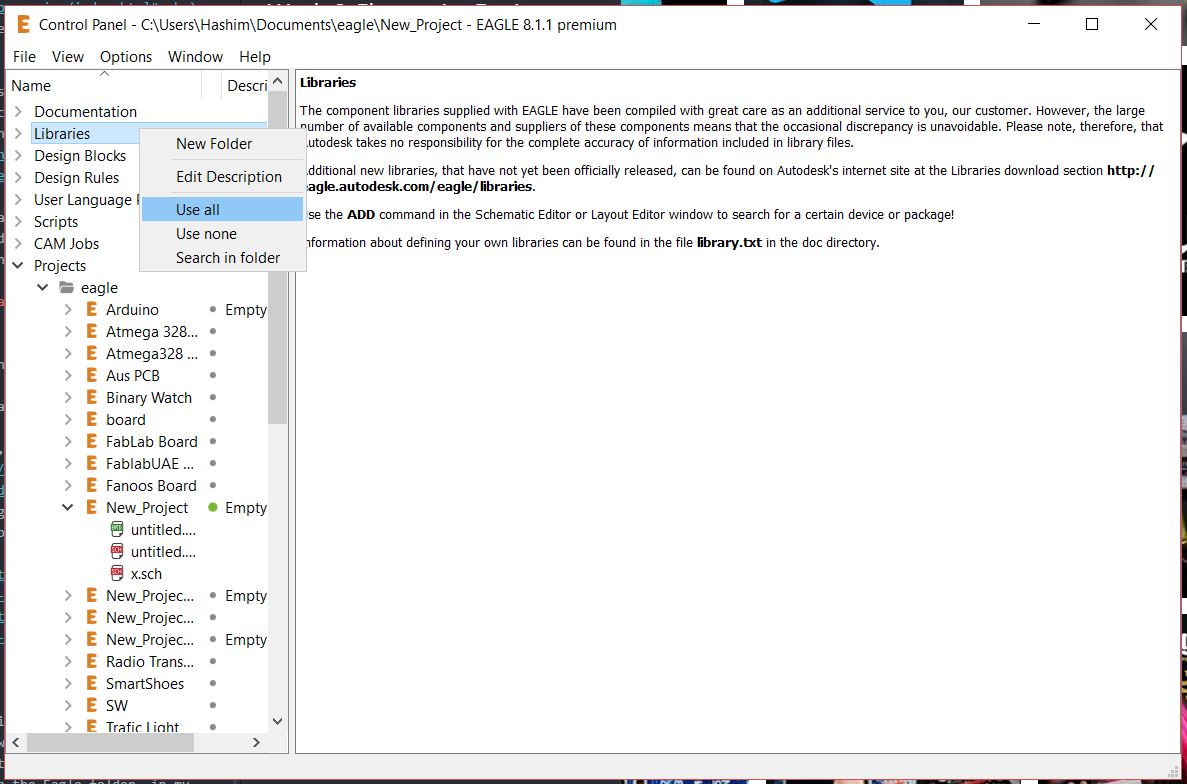 Control Panel - C:\Users\Hashim\Documents\eagle\New_Project - EAGLE 8.1.1 premium
File View Options Window Help
Name Descri
Documentation
Libraries
Design Blocks
Design Rules
User Language
Scripts
CAM Jobs
Projects
eagle
Arduino Empty
Atmega 328...
Atmega328 ...
Aus PCB
Binary Watch
board
FabLab Board
FablabUAE ...
Fanoos Board
New_Project Empty
untitled....
untitled....
x.sch
New_Projec... Empty
New_Projec...
New_Projec... Empty
Radio Trans...
SmartShoes
SW
Trafic Light
New Folder
Edit Description
Use all
Use none
Search in folder
Libraries
The component libraries supplied with EAGLE have been compiled with great care as an additional service to you, our customer. However, the large
number of available components and suppliers of these components means that the occasional discrepancy is unavoidable. Please note, therefore, that
Autodesk takes no responsibility for the complete accuracy of information included in library files.
Additional new libraries, that have not yet been officially released, can be found on Autodesk's internet site at the Libraries download section http://
eagle.autodesk.com/eagle/libraries.
Use the ADD command in the Schematic Editor or Layout Editor window to search for a certain device or package!
Information about defining your own libraries can be found in the file library.txt in the doc directory.